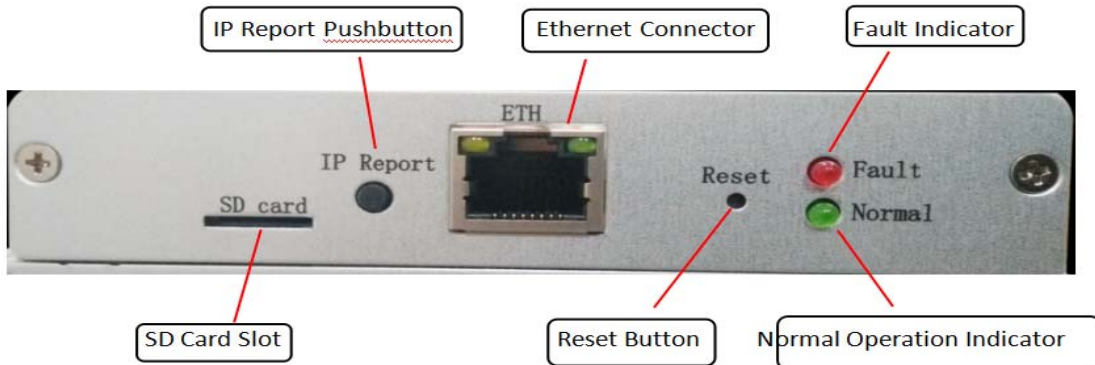 IP Report Pushbutton
Ethernet Connector
Fault Indicator
ETH
IP Report
Reset
Fault
SD card
Normal
SD Card Slot
Reset Button
Normal Operation Indicator